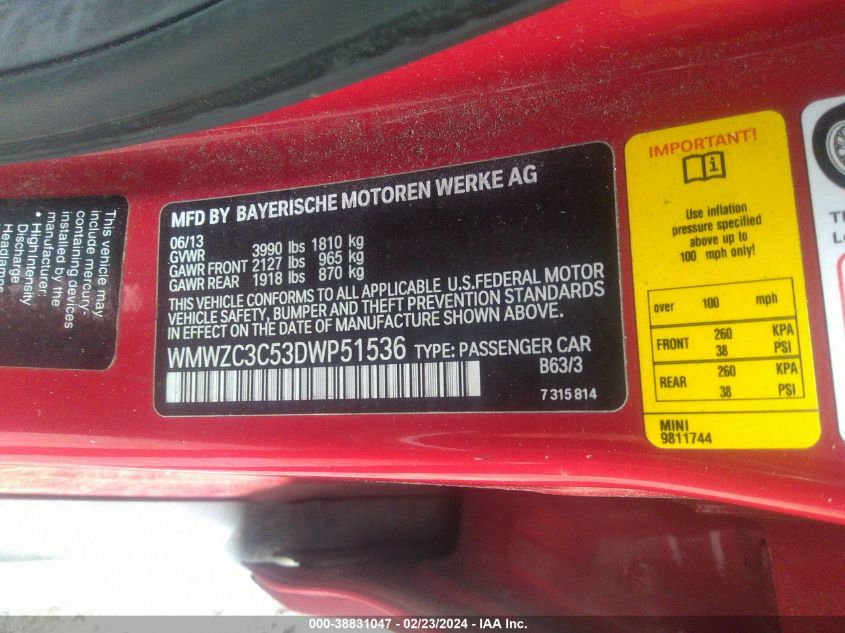 This vehicle may
include mercury-
containing devices
installed by the
manufacturer:
• High Intensity
Discharge
Headlamps
MFD BY BAYERISCHE MOTOREN WERKE AG
06/13
GVWR 3990 lbs 1810 kg
GAWR FRONT 2127 lbs 965 kg
GAWR REAR 1918 lbs 870 kg
THIS VEHICLE CONFORMS TO ALL APPLICABLE U.S.FEDERAL MOTOR
VEHICLE SAFETY, BUMPER AND THEFT PREVENTION STANDARDS
IN EFFECT ON THE DATE OF MANUFACTURE SHOWN ABOVE.
WMWZC3C53DWP51536 TYPE: PASSENGER CAR
B63/3
7 315 814
IMPORTANT!
Use inflation
pressure specified
above up to
100 mph only!
over 100 mph
FRONT 260 KPA
38 PSI
REAR 260 KPA
38 PSI
MINI
9811744
000-38831047 - 02/23/2024 - IAA Inc.